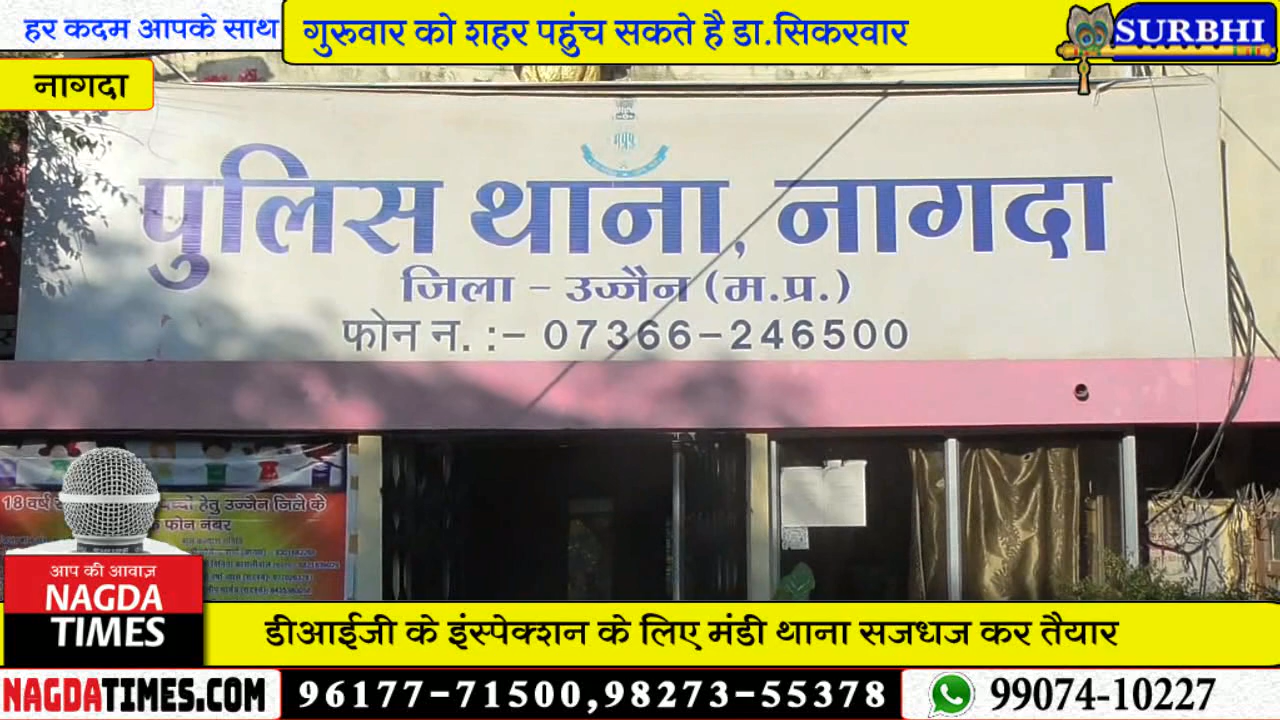 हर कदम आपके साथ
गुरूवार को शहर पहुंच सकते है डा.सिकरवार
SURBHI
नागदा
पुलिस थाना, नागदा
जिला - उज्जैन (म.प्र.)
फोन न. :- 07366-246500
18 वर्ष
हेतु उज्जैन जिले के
फोन नंबर
आप की आवाज़
NAGDA
TIMES
डीआईजी के इंस्पेक्शन के लिए मंडी थाना सजधज कर तैयार
NAGDATIMES.COM
96177-71500,98273-55378
99074-10227